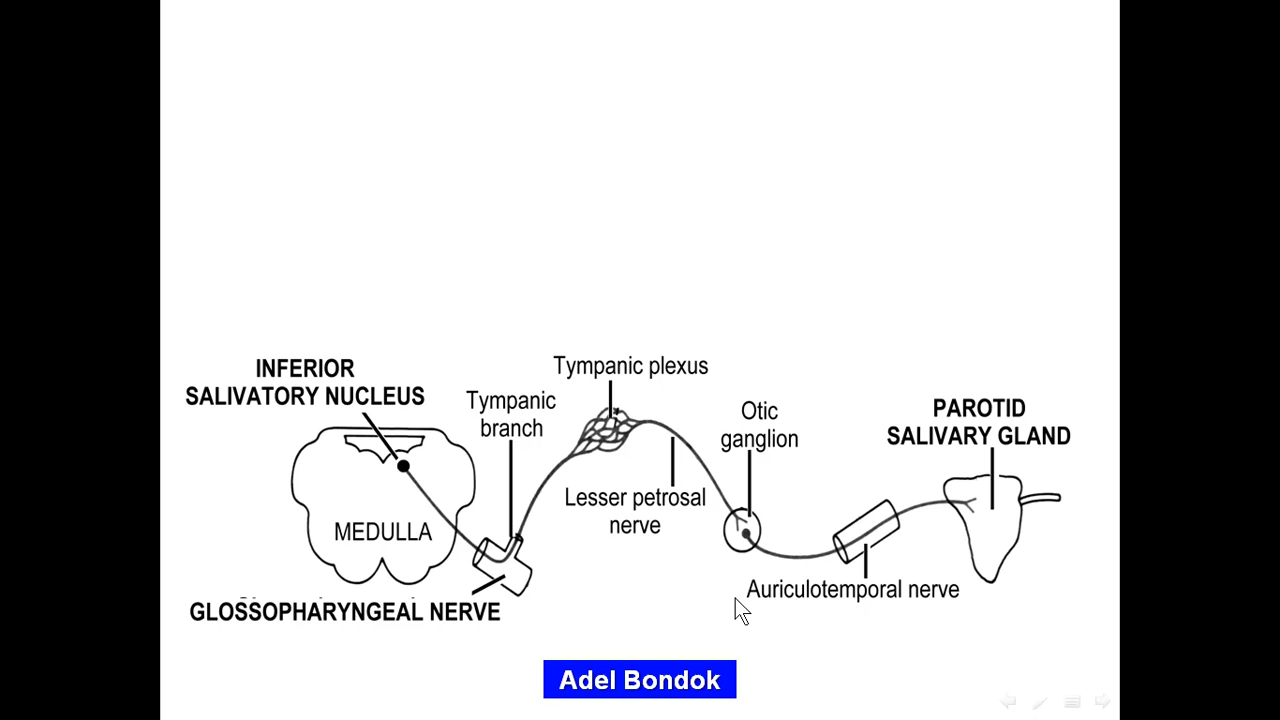 INFERIOR
SALIVATORY NUCLEUS
Tympanic
branch
Tympanic plexus
Otic
ganglion
PAROTID
SALIVARY GLAND
Lesser petrosal
nerve
MEDULLA
Auriculotemporal nerve
GLOSSOPHARYNGEAL NERVE
Adel Bondok